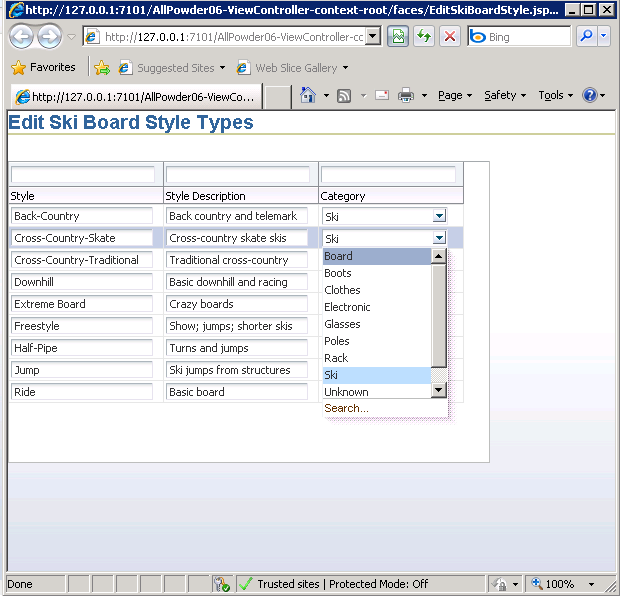 http://127.0.0.1:7101/AllPowder06-ViewController-context-root/faces/EditSkiBoardStyle.jsp...
http://127.0.0.1:7101/AllPowder06-ViewController-cc
Bing
Favorites Suggested Sites Web Slice Gallery
http://127.0.0.1:7101/AllPowder06-ViewCo... Page Safety Tools
Edit Ski Board Style Types
Style Style Description Category
Back-Country Back country and telemark Ski
Cross-Country-Skate Cross-country skate skis Ski
Cross-Country-Traditional Traditional cross-country
Downhill Basic downhill and racing
Extreme Board Crazy boards
Freestyle Show; jumps; shorter skis
Half-Pipe Turns and jumps
Jump Ski jumps from structures
Ride Basic board
Board
Boots
Clothes
Electronic
Glasses
Poles
Rack
Ski
Unknown
Search...
Done Trusted sites | Protected Mode: Off 100%